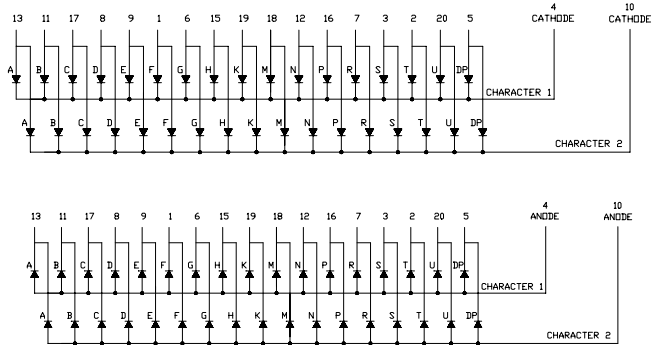 4 10
CATHODE CATHODE
13 11 17 8 9 1 6 15 19 18 12 16 7 3 2 20 5
A B C D E F G H K M N P R S T U DP
CHARACTER 1
A B C D E F G H K M N P R S T U DP
CHARACTER 2
13 11 17 8 9 1 6 15 19 18 12 16 7 3 2 20 5 4 10
ANODE ANODE
A B C D E F G H K M N P R S T U DP
CHARACTER 1
A B C D E F G H K M N P R S T U DP
CHARACTER 2